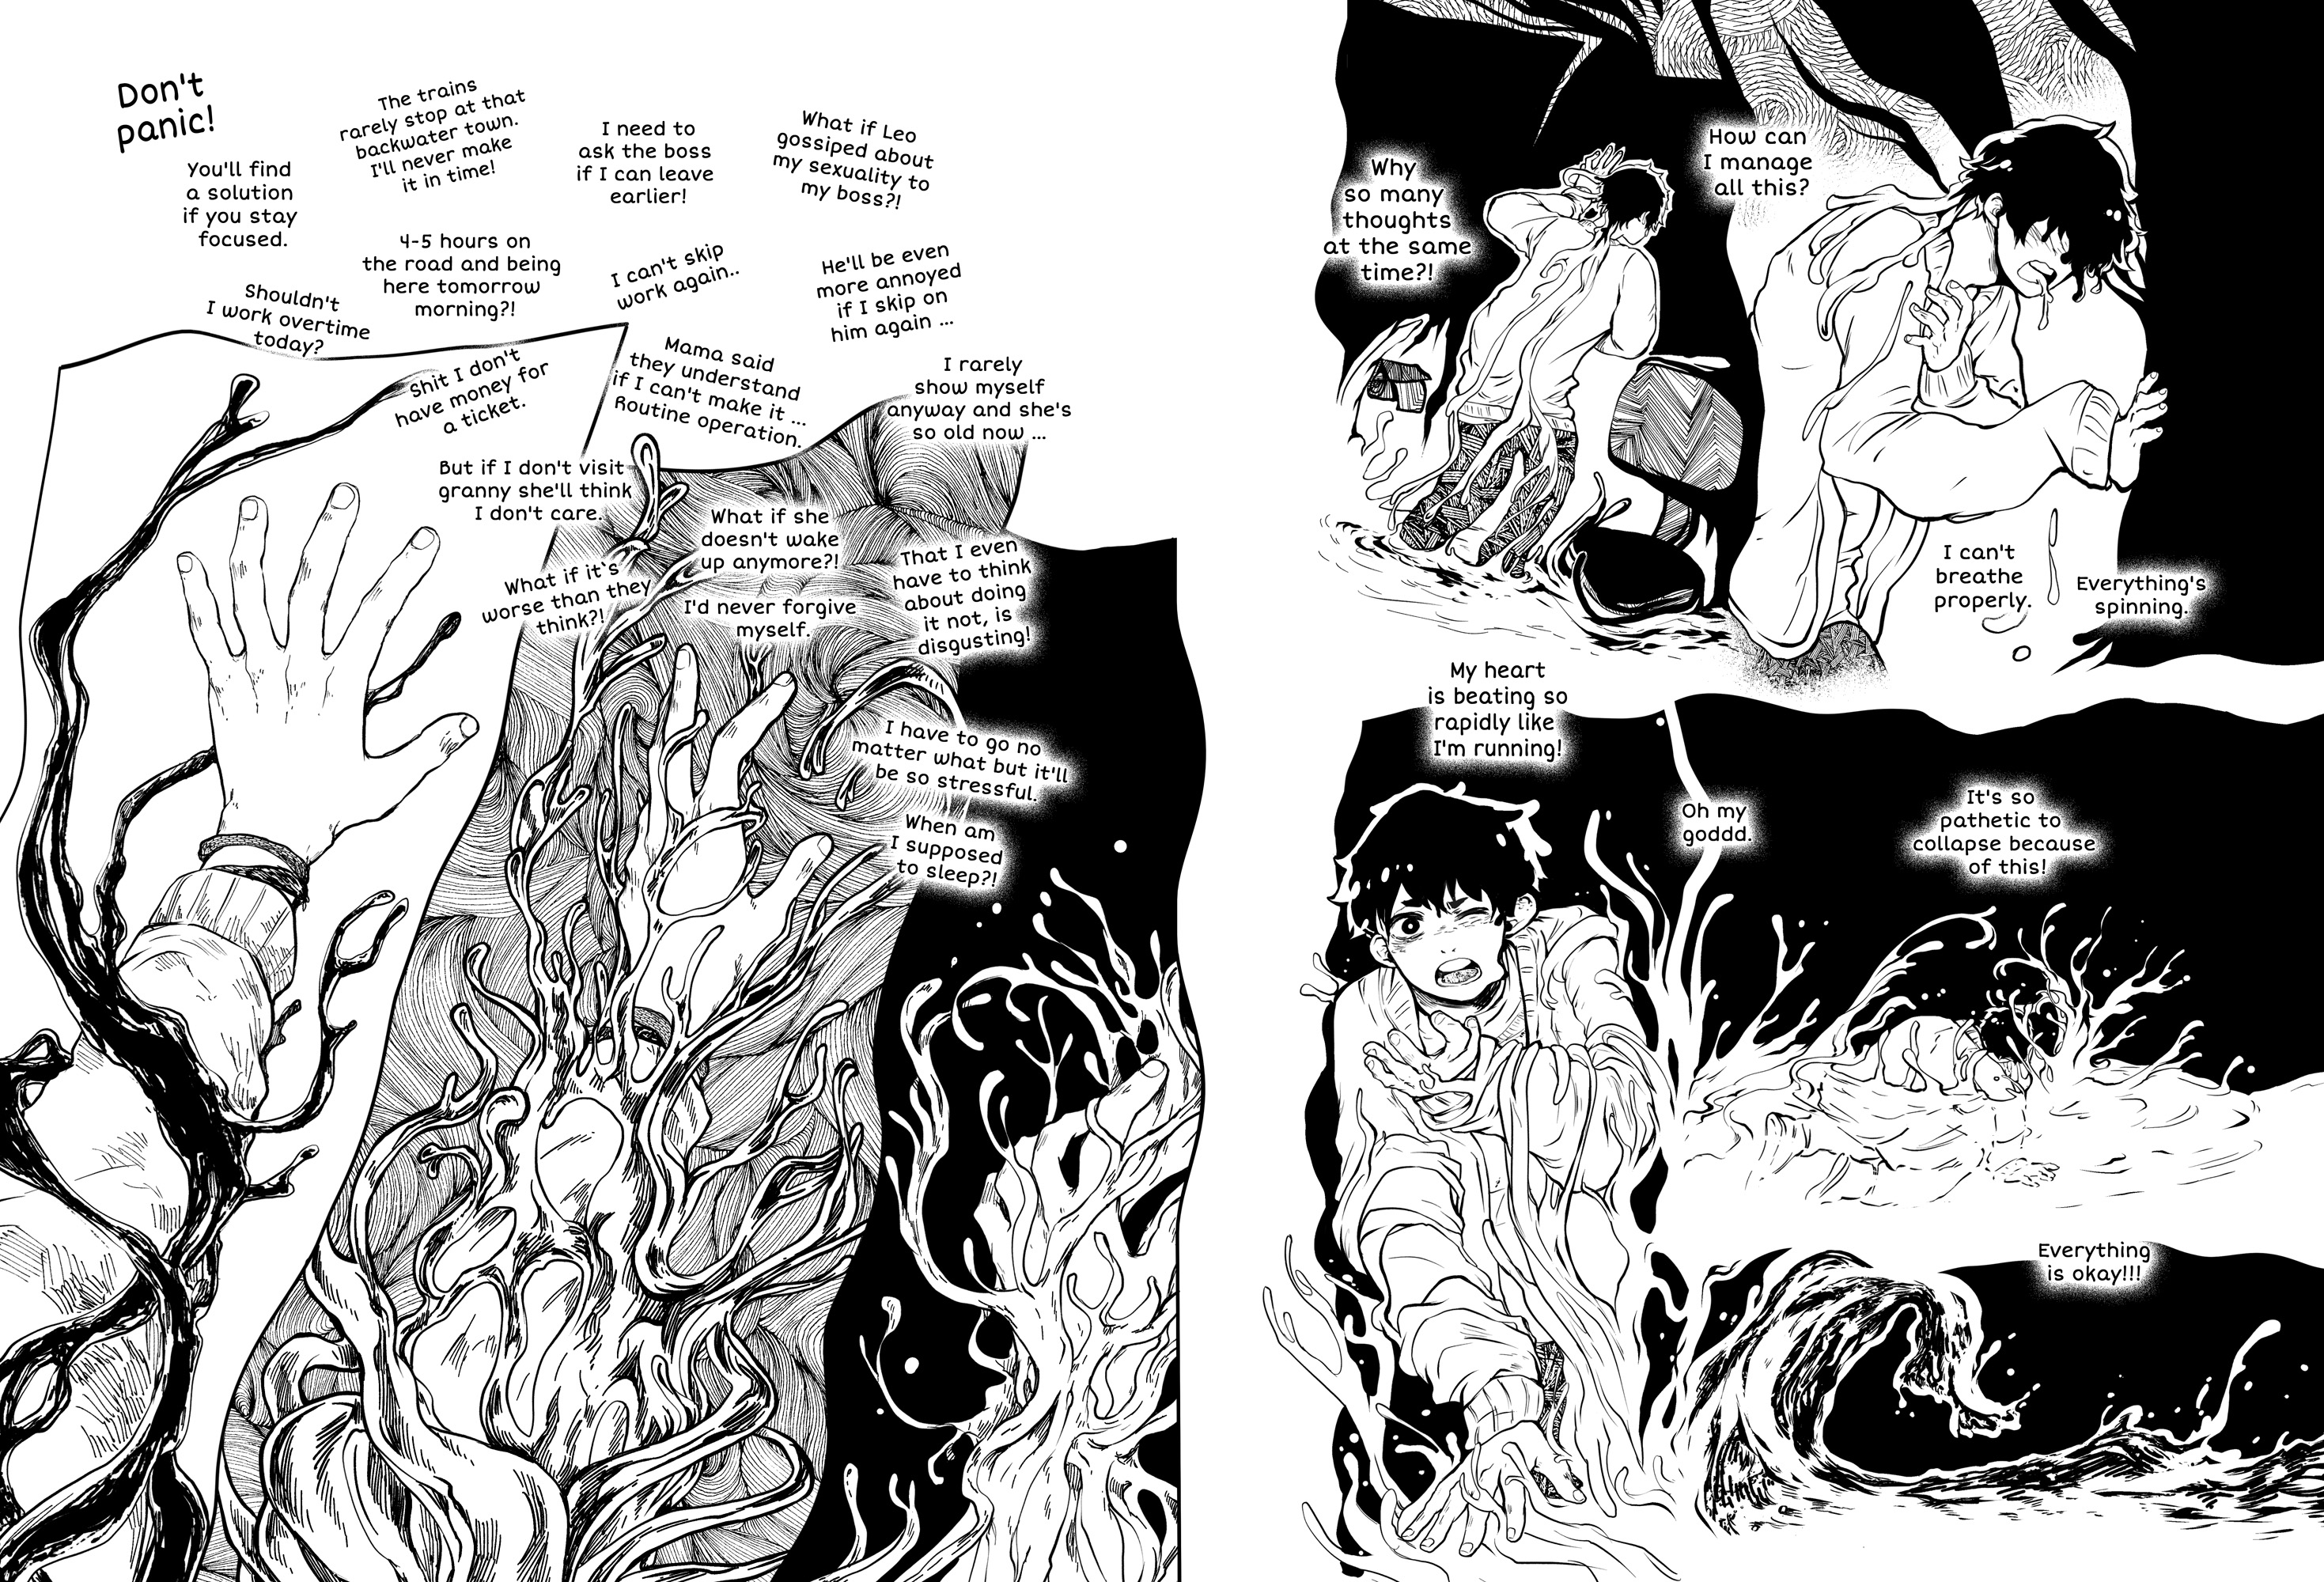 Don't
panic!
You'll find
a solution
if you stay
focused.
Shouldn't
I work overtime
today?
The trains
rarely stop at that
backwater town.
I'll never make
it in time!
4-5 hours on
the road and being
here tomorrow
morning?!
Shit I don't
have money for
a ticket.
I need to
ask the boss
if I can leave
earlier!
I can't skip
work again..
What if Leo
gossiped about
my sexuality to
my boss?!
He'll be even
more annoyed
if I skip on
him again ...
Mama said
they understand
if I can't make it ...
Routine operation.
I rarely
show myself
anyway and she's
so old now ...
But if I don't visit
granny she'll think
I don't care.
What if it`s
worse than they
think?!
What if she
doesn't wake
up anymore?!
I'd never forgive
myself.
That I even
have to think
about doing
it not, is
disgusting!
I have to go no
matter what but it'll
be so stressful.
When am
I supposed
to sleep?!
Why
so many
thoughts
at the same
time?!
How can
I manage
all this?
I can't
breathe
properly.
Everything's
spinning.
My heart
is beating so
rapidly like
I'm running!
Oh my
goddd.
It's so
pathetic to
collapse because
of this!
Everything
is okay!!!